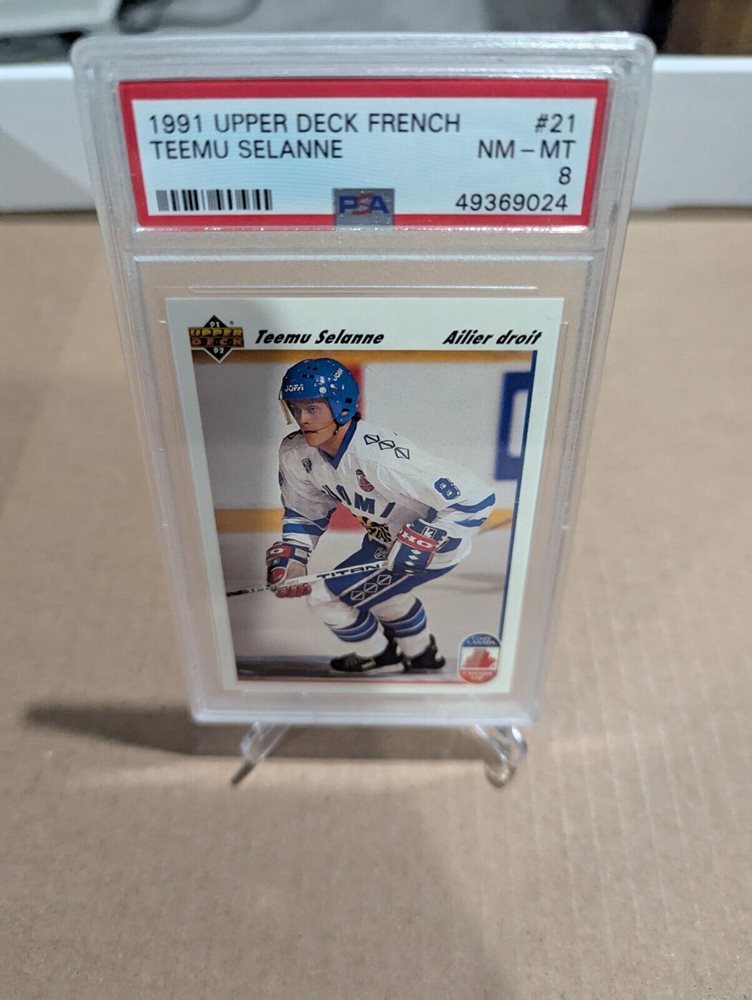 1991 UPPER DECK FRENCH #21
TEEMU SELANNE NM - MT
8
PSA 49369024
91
UPPER
DECK
92
Teemu Selanne Ailier droit
JOFA
8
SUOMI
TITAN